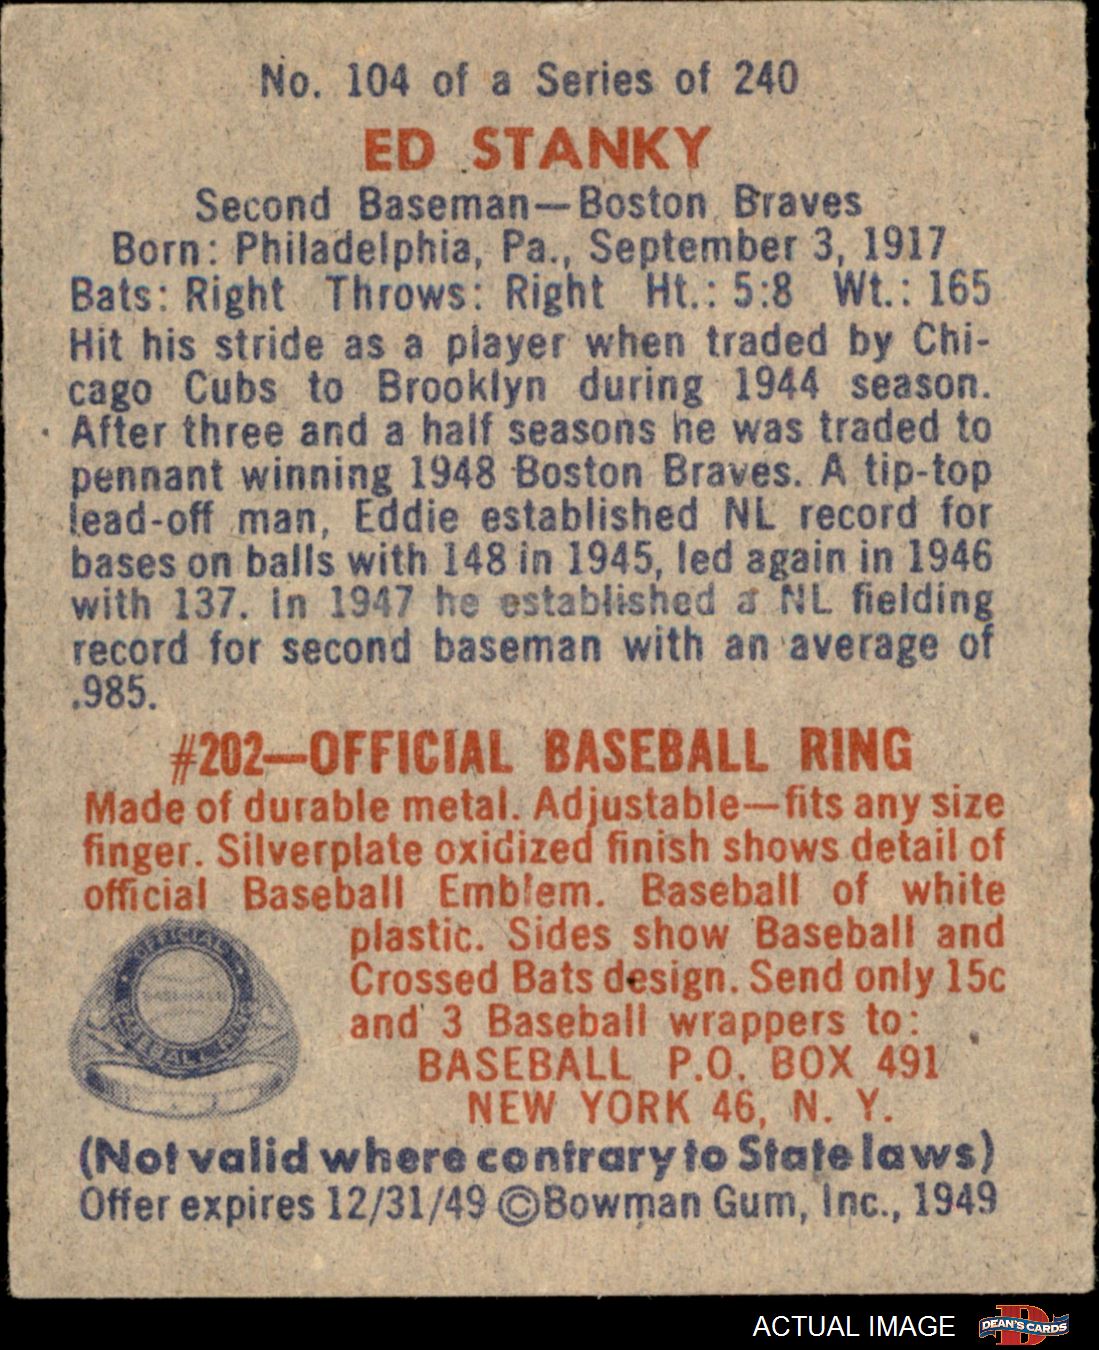 No. 104 of a Series of 240
ED STANKY
Second Baseman—Boston Braves
Born: Philadelphia, Pa., September 3, 1917
Bats: Right Throws: Right Ht.: 5:8 Wt.: 165
Hit his stride as a player when traded by Chi-
cago Cubs to Brooklyn during 1944 season.
After three and a half seasons he was traded to
pennant winning 1948 Boston Braves. A tip-top
lead-off man, Eddie established NL record for
bases on balls with 148 in 1945, led again in 1946
with 137. In 1947 he established a NL fielding
record for second baseman with an average of
.985.
#202—OFFICIAL BASEBALL RING
Made of durable metal. Adjustable—fits any size
finger. Silverplate oxidized finish shows detail of
official Baseball Emblem. Baseball of white
plastic. Sides show Baseball and
Crossed Bats design. Send only 15c
and 3 Baseball wrappers to:
BASEBALL P.O. BOX 491
NEW YORK 46, N. Y.
OFFICIAL
BASEBALL RING
(Not valid where contrary to State laws)
Offer expires 12/31/49 ©Bowman Gum, Inc., 1949
ACTUAL IMAGE
DEAN'S CARDS